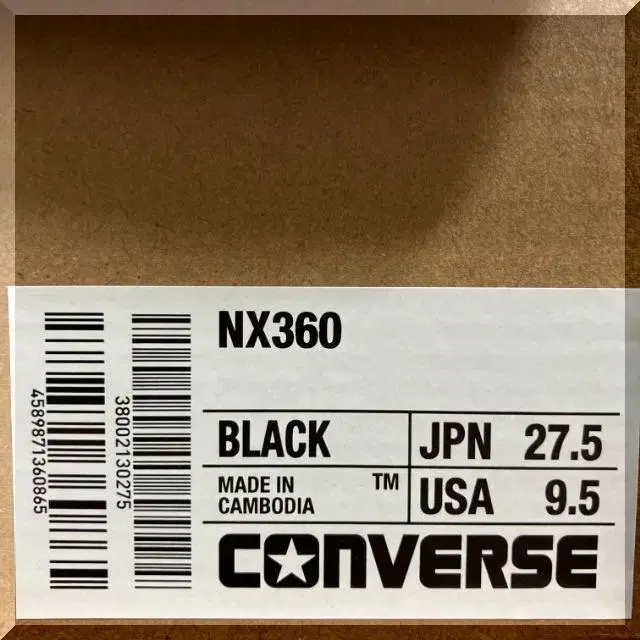 NX360
BLACK
JPN 27.5
MADE IN
CAMBODIA
TM
USA 9.5
CONVERSE
4589871360865
38002130275